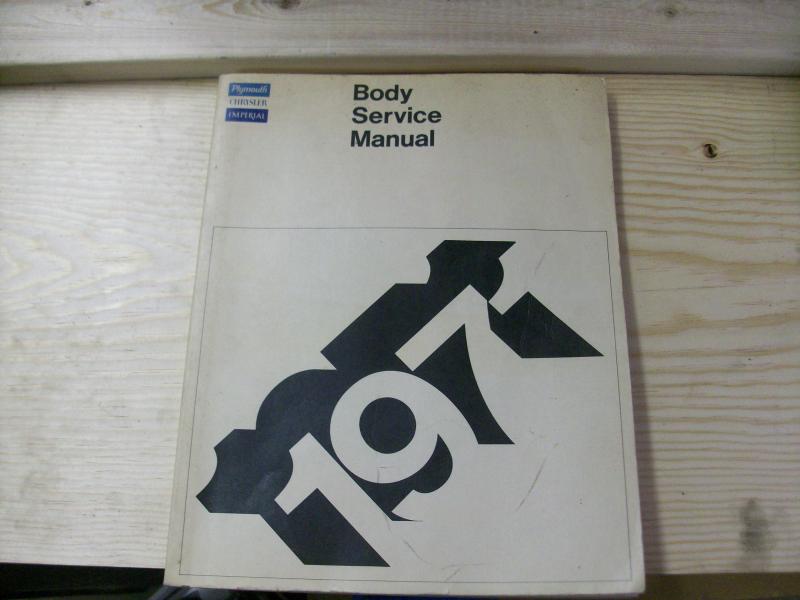 Plymouth
CHRYSLER
IMPERIAL
Body
Service
Manual
1971